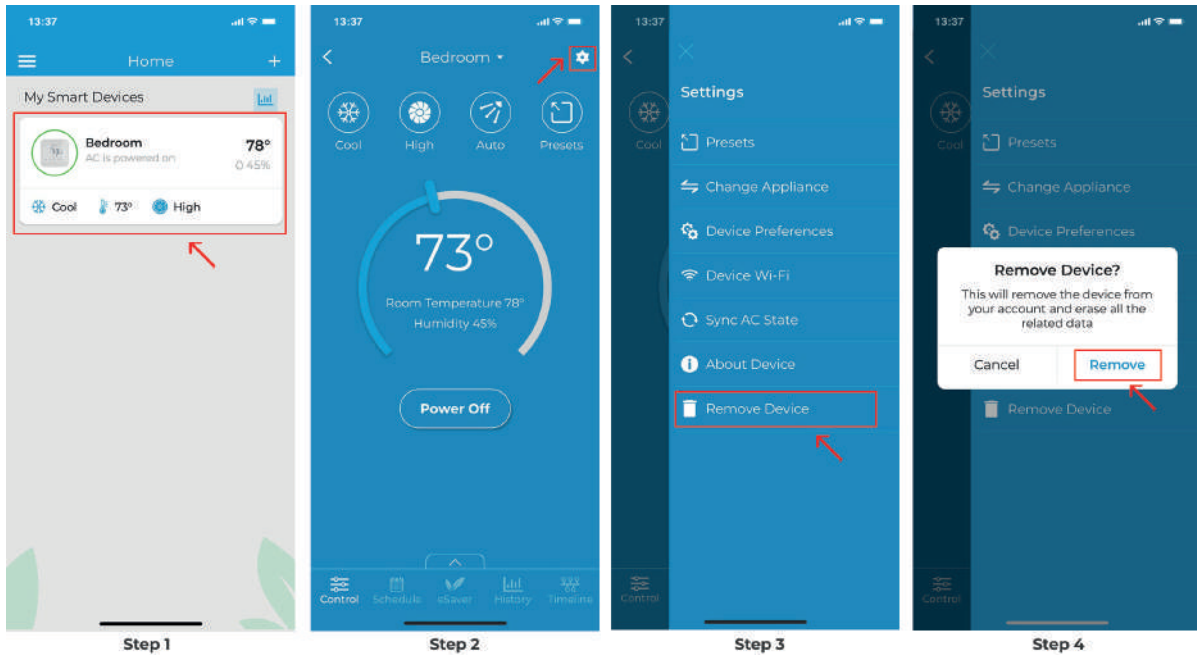 13:37
Home
My Smart Devices
Bedroom
AC is powered on
78°
45%
Cool
73°
High
Step 1
13:37
Bedroom
Cool
High
Auto
Presets
73°
Room Temperature 78°
Humidity 45%
Power Off
Control
Schedule
eSaver
History
Timeline
Step 2
13:37
Cool
Settings
Presets
Change Appliance
Device Preferences
Device Wi-Fi
Sync AC State
About Device
Remove Device
Control
Step 3
13:37
Cool
Settings
Presets
Change Appliance
Device Preferences
Remove Device?
This will remove the device from
your account and erase all the
related data
Cancel
Remove
Remove Device
Control
Step 4